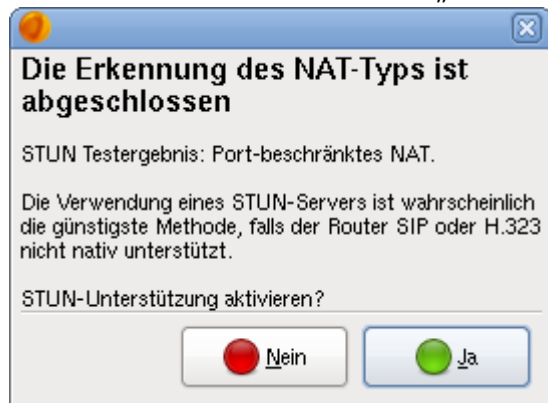 „
Die Erkennung des NAT-Typs ist
abgeschlossen
STUN Testergebnis: Port-beschränktes NAT.
Die Verwendung eines STUN-Servers ist wahrscheinlich
die günstigste Methode, falls der Router SIP oder H.323
nicht nativ unterstützt.
STUN-Unterstützung aktivieren?
Nein
Ja